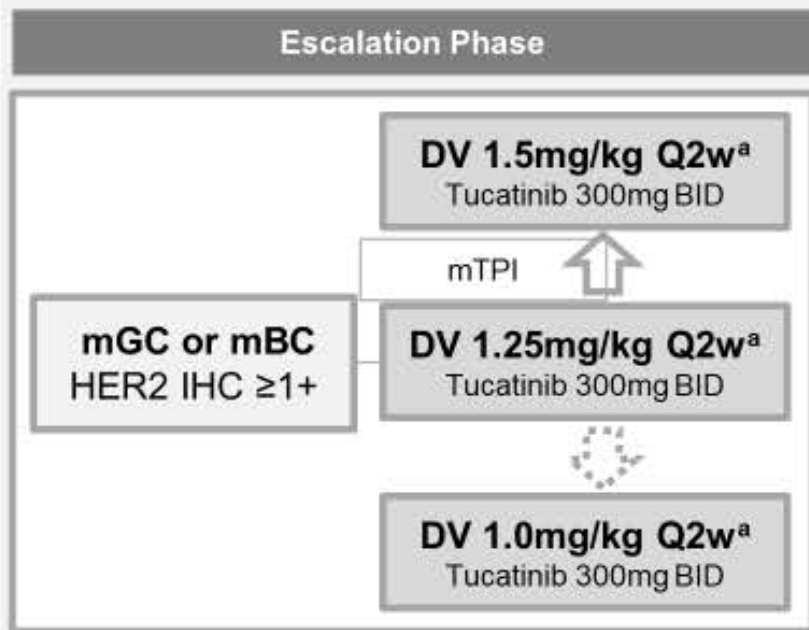 Escalation Phase
DV 1.5mg/kg Q2wᵃ
Tucatinib 300mg BID
mTPI
mGC or mBC
HER2 IHC ≥1+
DV 1.25mg/kg Q2wᵃ
Tucatinib 300mg BID
DV 1.0mg/kg Q2wᵃ
Tucatinib 300mg BID